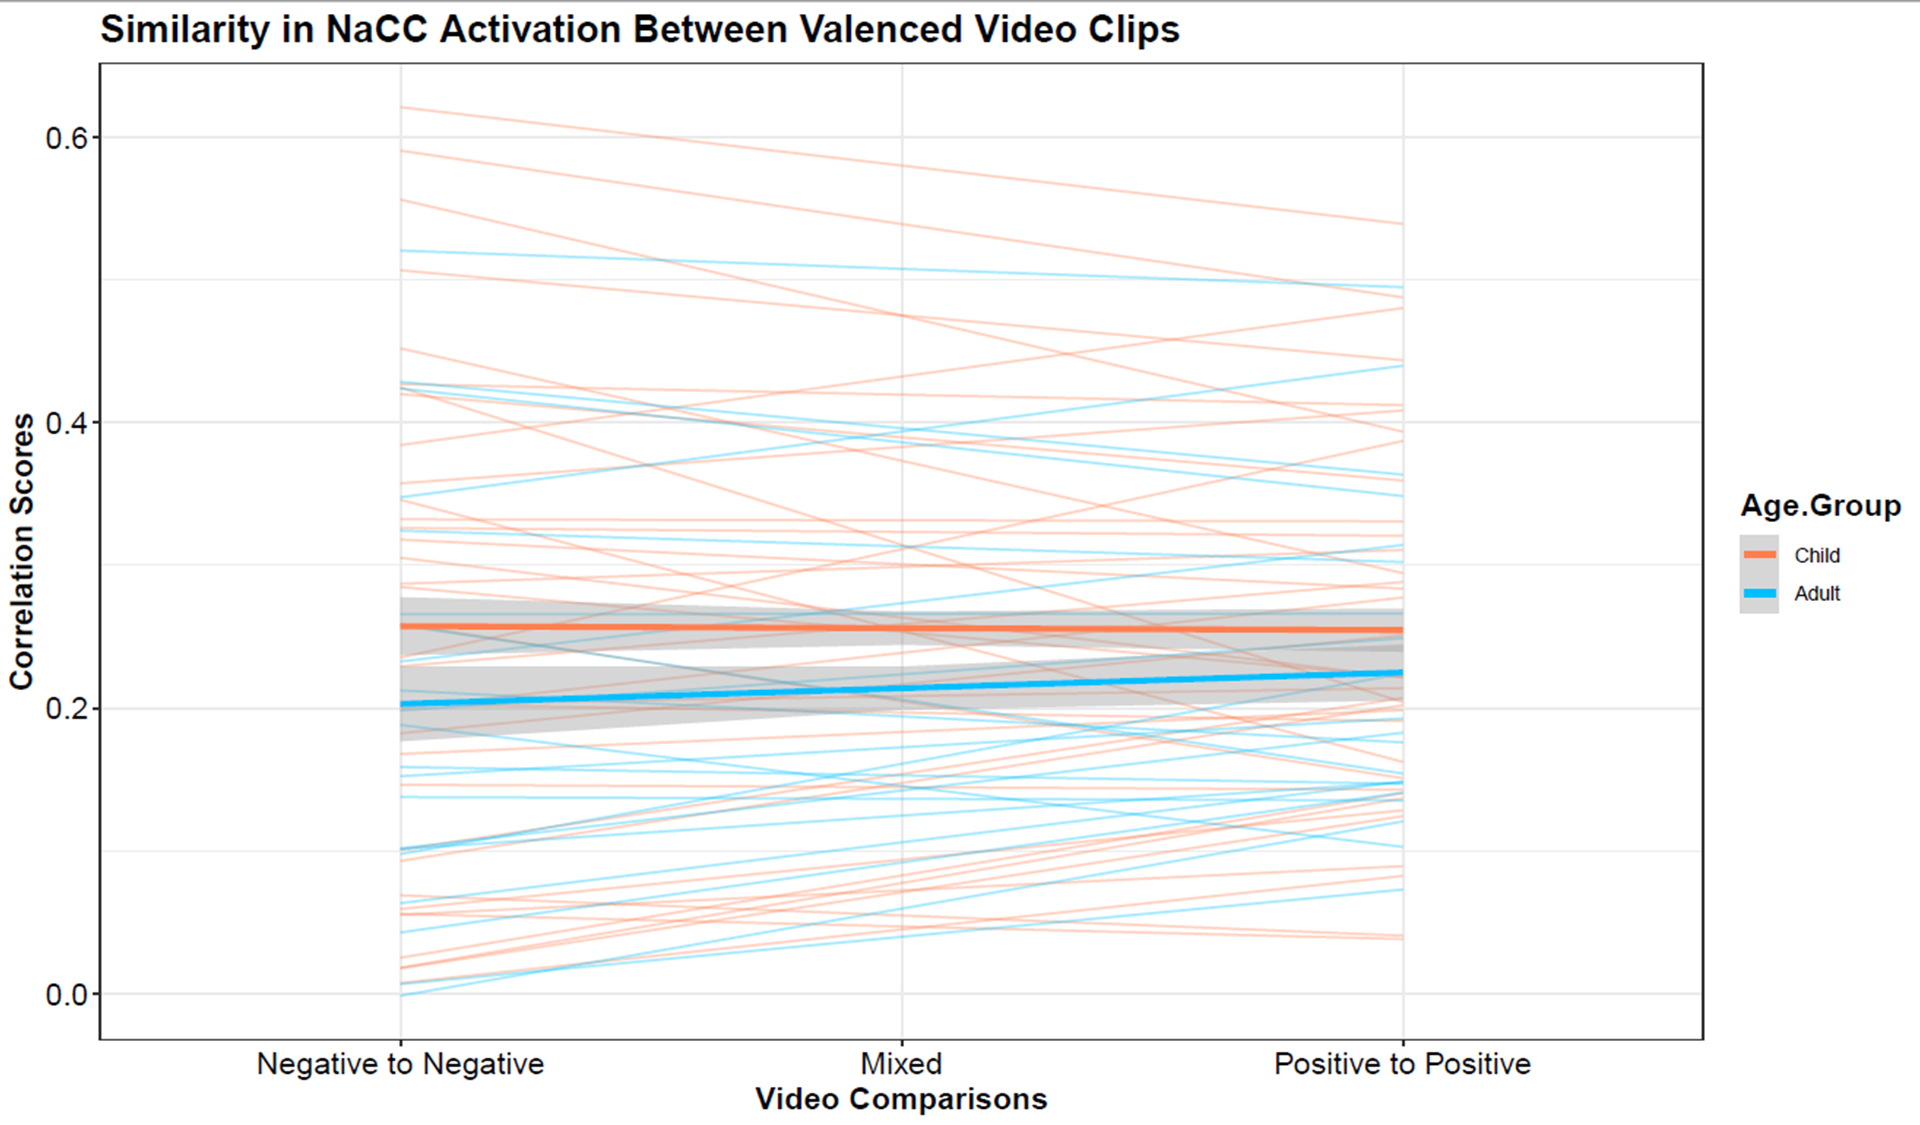 Similarity in NaCC Activation Between Valenced Video Clips
0.6
0.4
0.2
0.0
Correlation Scores
Negative to Negative
Mixed
Positive to Positive
Video Comparisons
Age.Group
Child
Adult